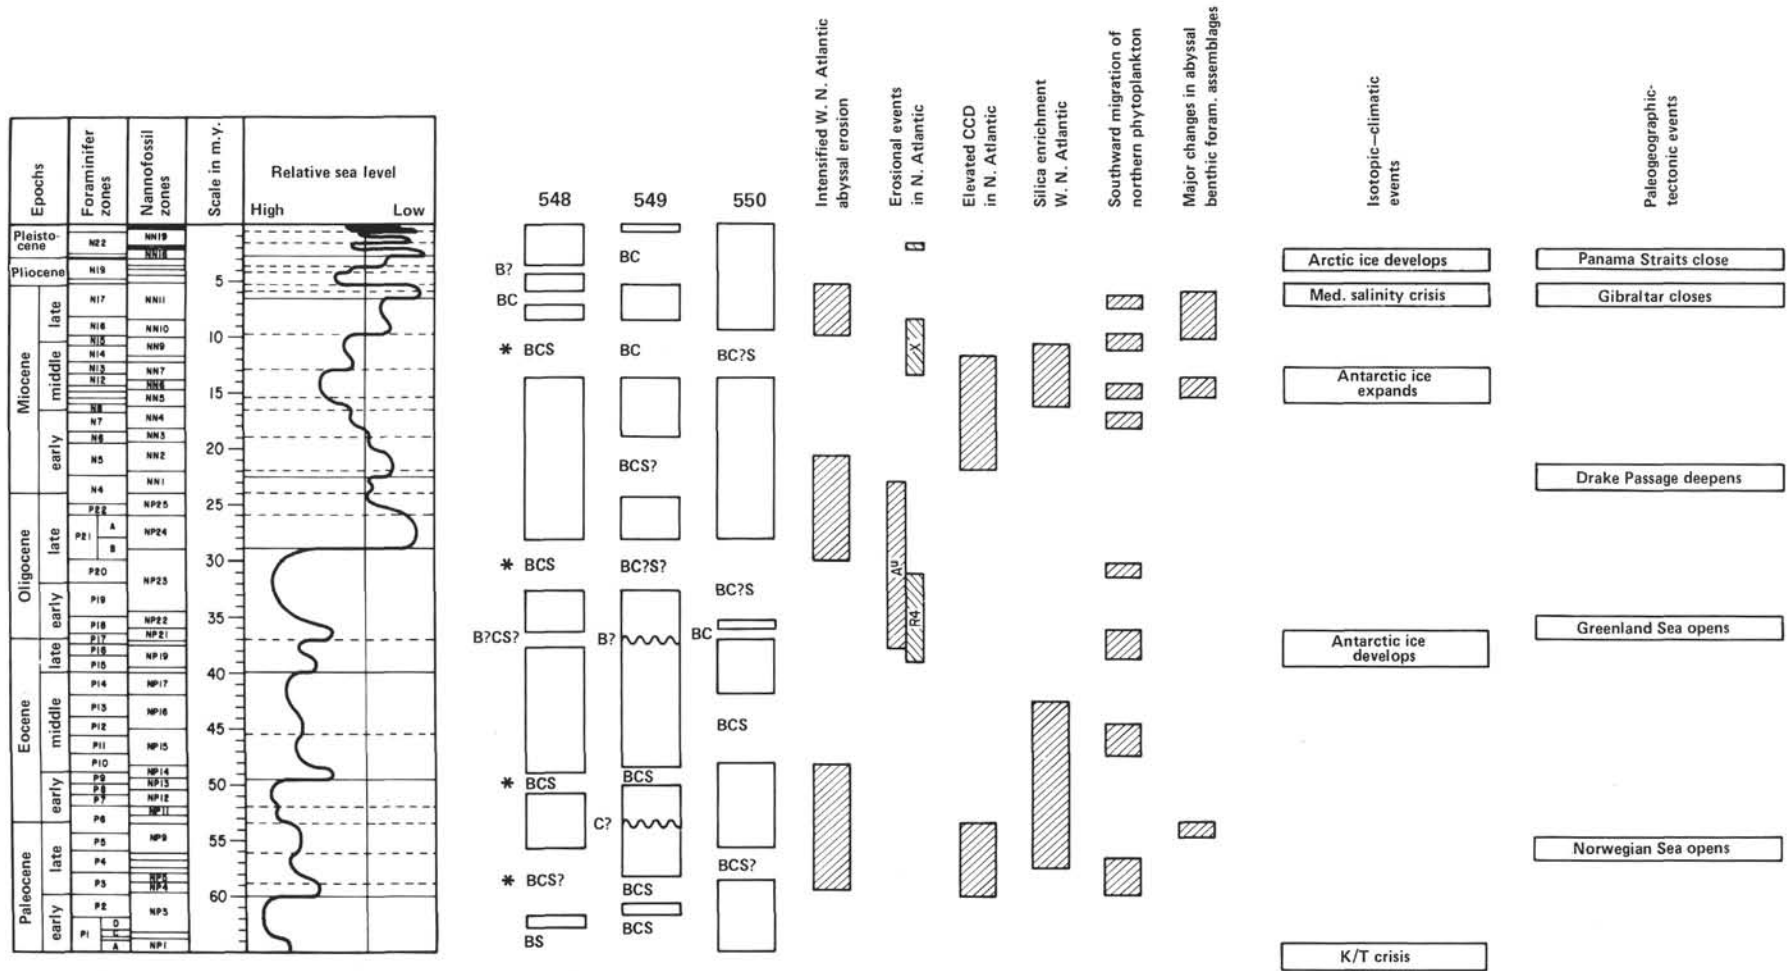 Epochs
Foraminifer
zones
Nannofossil
zones
Scale in m.y.
Relative sea level
High
Low
548
549
550
Intensified W. N. Atlantic
abyssal erosion
Erosional events
in N. Atlantic
Elevated CCD
in N. Atlantic
Silica enrichment
W. N. Atlantic
Southward migration of
northern phytoplankton
Major changes in abyssal
benthic foram. assemblages
Isotopic–climatic
events
Paleogeographic-
tectonic events
Pleisto-
cene
Pliocene
Miocene
late
middle
early
Oligocene
late
early
Eocene
late
middle
early
Paleocene
late
early
N22
N19
N17
N16
N15
N14
N13
N12
N8
N7
N6
N5
N4
P22
P21
A
B
P20
P19
P18
P17
P16
P15
P14
P13
P12
P11
P10
P9
P8
P7
P6
P5
P4
P3
P2
P1
D
C
A
NN19
NN16
NN11
NN10
NN9
NN7
NN6
NN5
NN4
NN3
NN2
NN1
NP25
NP24
NP23
NP22
NP21
NP19
NP17
NP16
NP15
NP14
NP13
NP12
NP11
NP9
NP5
NP4
NP3
NP1
5
10
15
20
25
30
35
40
45
50
55
60
B?
BC
* BCS
* BCS
B?CS?
* BCS
* BCS?
BS
BC
BC
BCS?
BC?S?
B?
BCS
C?
BCS
BCS
BC?S
BC?S
BC
BCS
BCS?
X
Au
R4
Arctic ice develops
Med. salinity crisis
Antarctic ice
expands
Antarctic ice
develops
K/T crisis
Panama Straits close
Gibraltar closes
Drake Passage deepens
Greenland Sea opens
Norwegian Sea opens